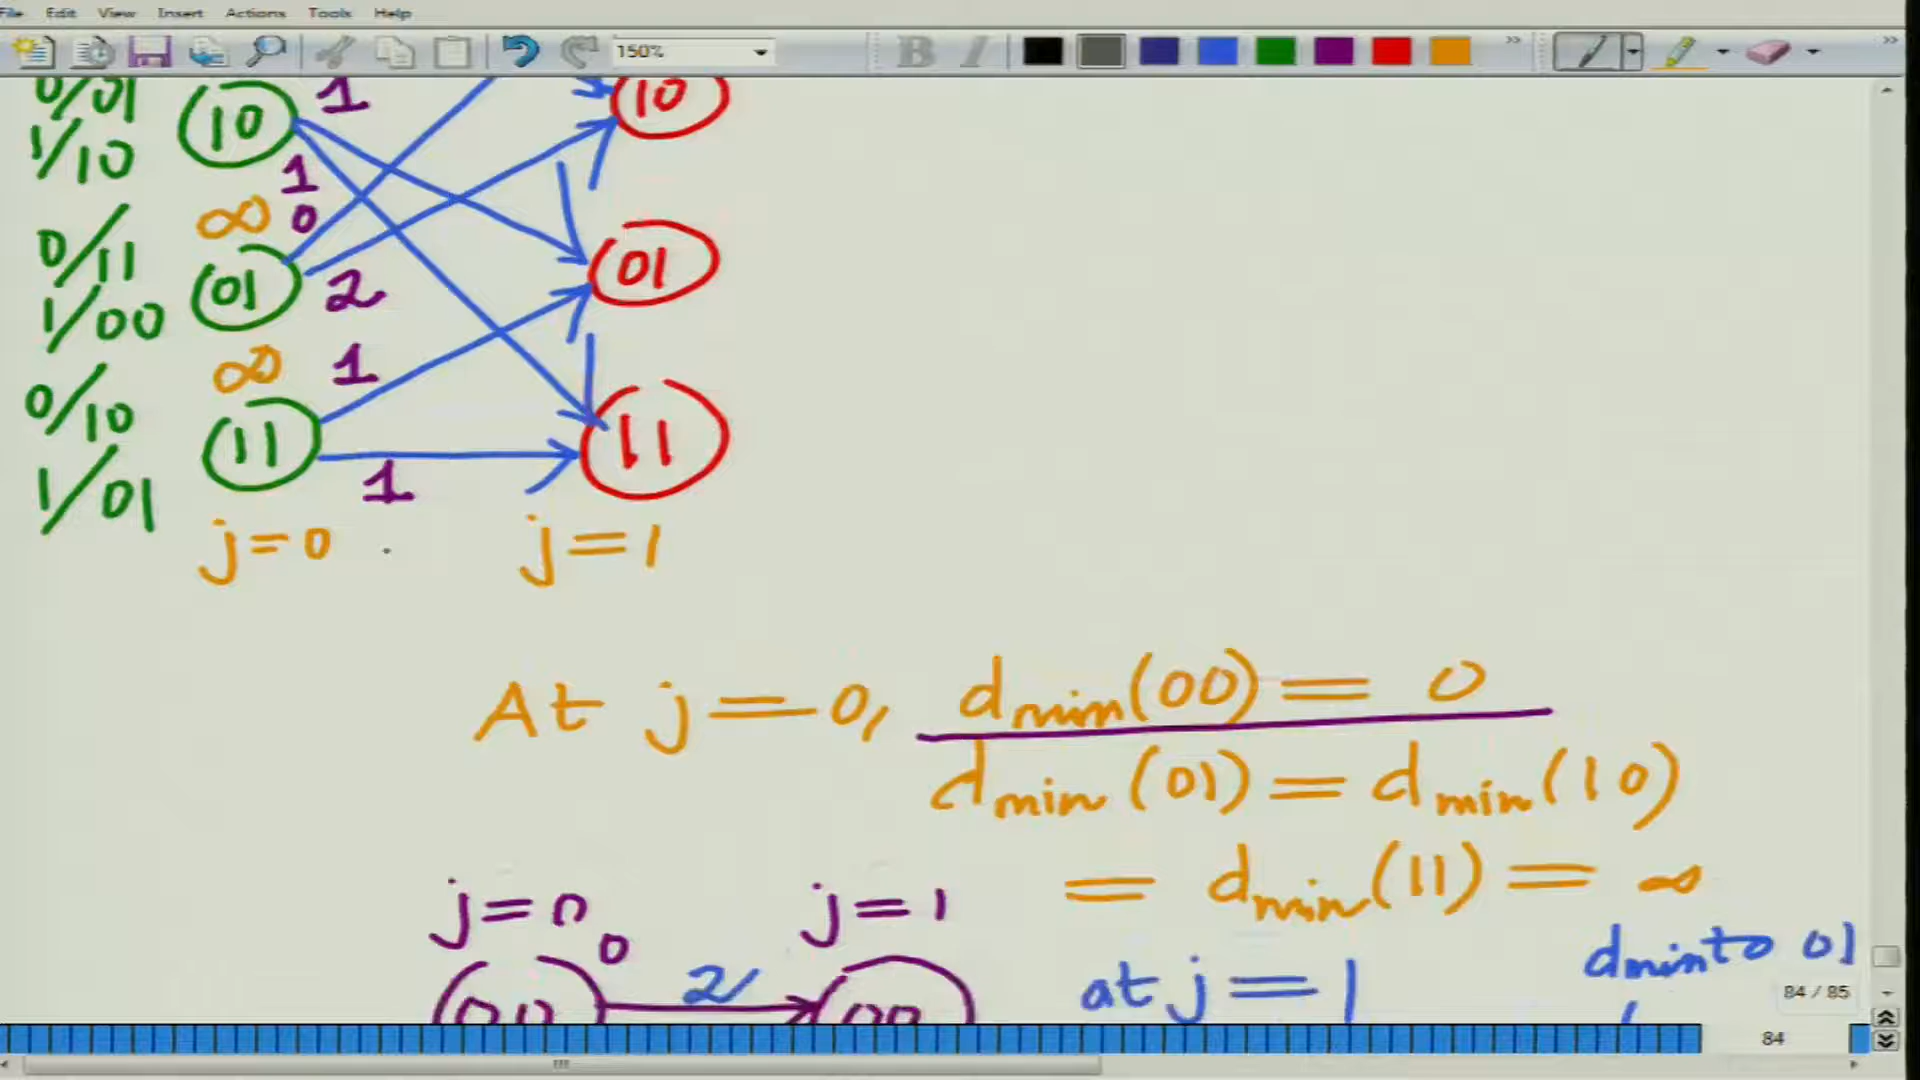 File Edit View Insert Actions Tools Help
150%
0/01
10 1 10
1/10
1
∞ 0
0/11
01 2 01
1/00
∞ 1
0/10
11 11
1/01 1
j=0 j=1
At j=0, dmin(00) = 0
dmin(01) = dmin(10)
= dmin(11) = ∞
j=0 j=1
0
dmin to 01
2 at j=1
00 00
84 / 85
84